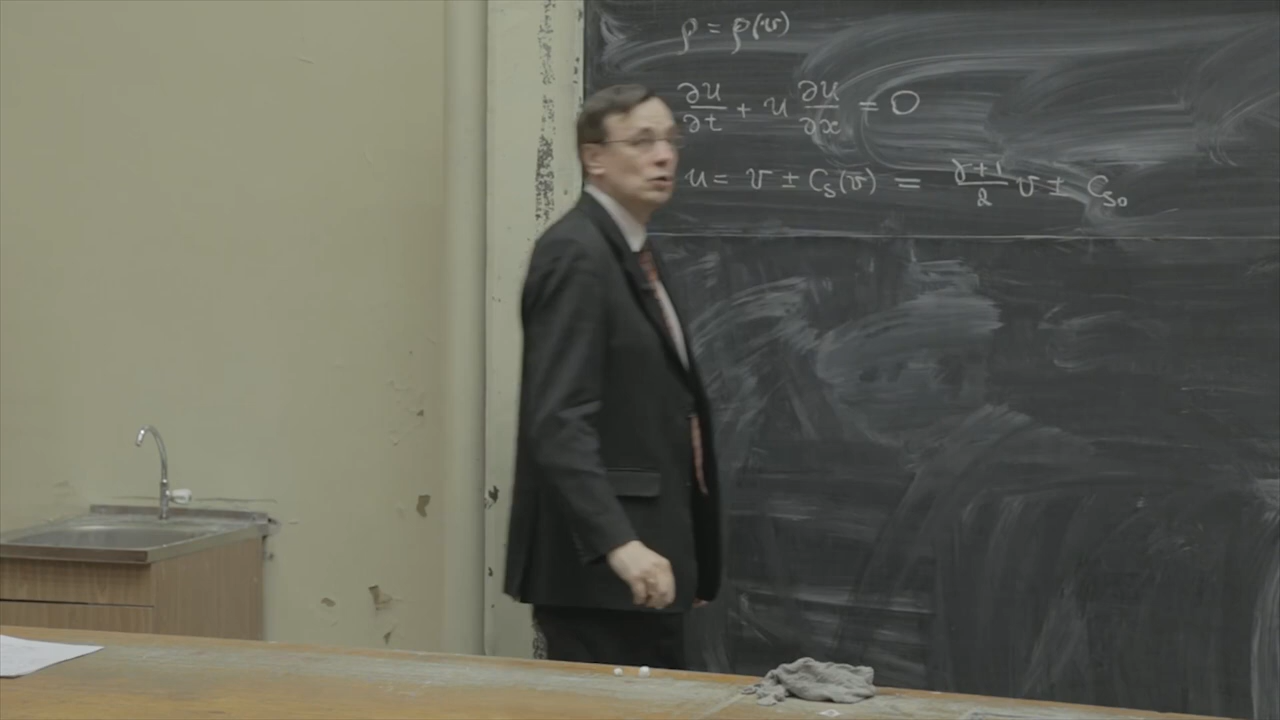 ρ = ρ(v)
∂u/∂t + u ∂u/∂x = 0
u = v ± C_s(v) = (γ+1)/2 v ± C_s0